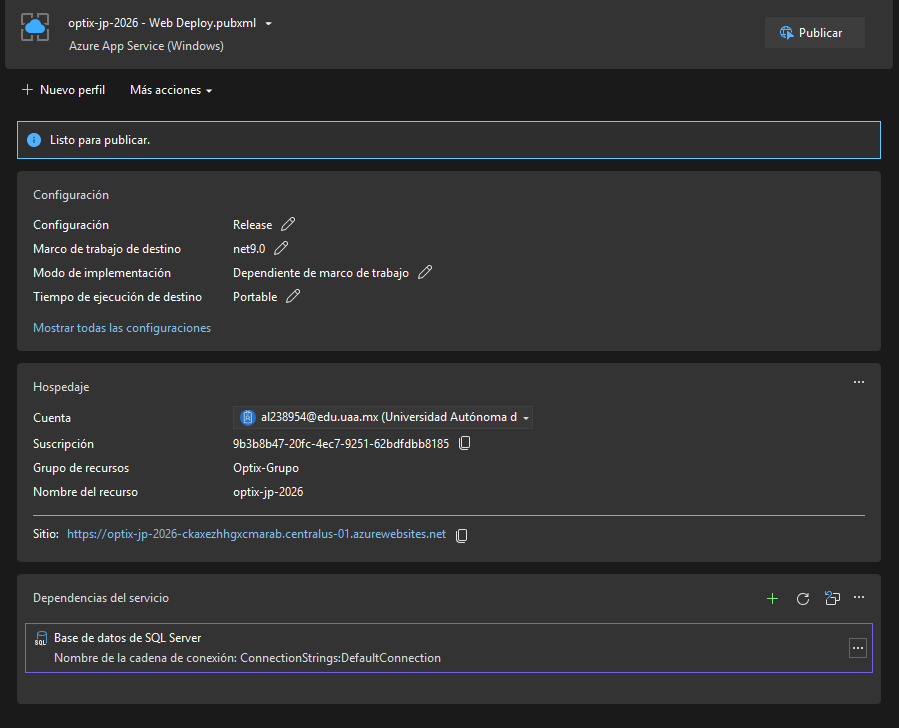 optix-jp-2026 - Web Deploy.pubxml
Azure App Service (Windows)
Publicar
Nuevo perfil
Más acciones
Listo para publicar.
Configuración
Configuración Release
Marco de trabajo de destino net9.0
Modo de implementación Dependiente de marco de trabajo
Tiempo de ejecución de destino Portable
Mostrar todas las configuraciones
Hospedaje
Cuenta al238954@edu.uaa.mx (Universidad Autónoma d
Suscripción 9b3b8b47-20fc-4ec7-9251-62bdfdbb8185
Grupo de recursos Optix-Grupo
Nombre del recurso optix-jp-2026
Sitio: https://optix-jp-2026-ckaxezhhgxcmarab.centralus-01.azurewebsites.net
Dependencias del servicio
SQL Base de datos de SQL Server
Nombre de la cadena de conexión: ConnectionStrings:DefaultConnection